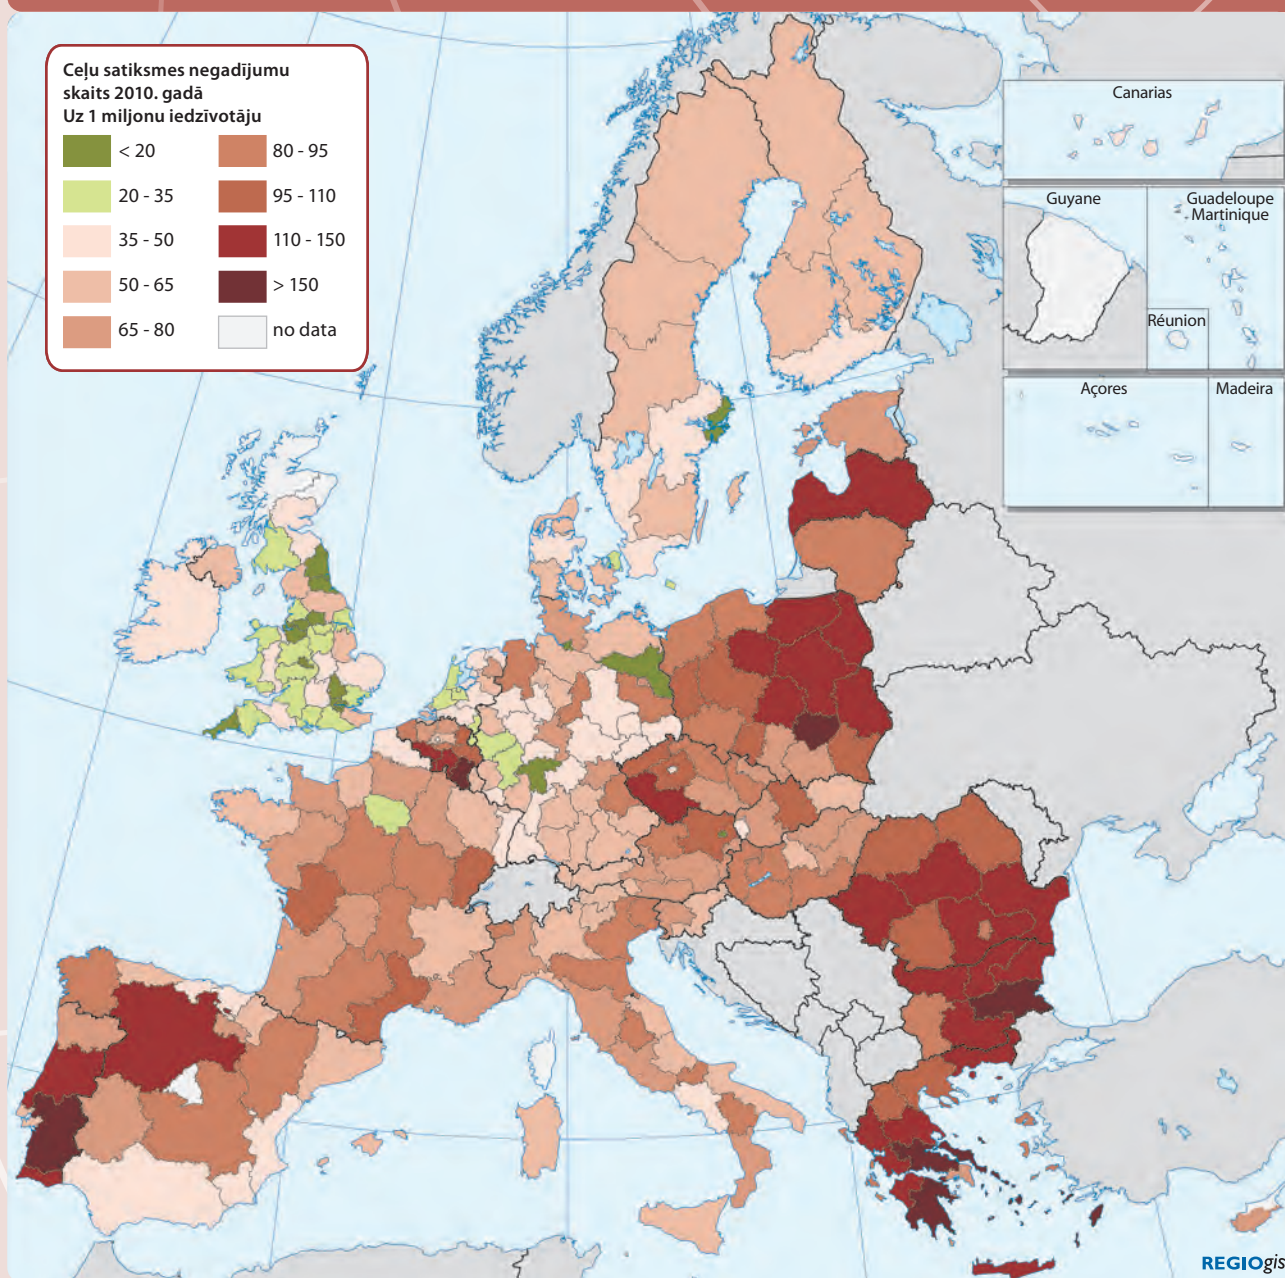 Ceļu satiksmes negadījumu
skaits 2010. gadā
Uz 1 miljonu iedzīvotāju
< 20
20 - 35
35 - 50
50 - 65
65 - 80
80 - 95
95 - 110
110 - 150
> 150
no data
Canarias
Guyane
Guadeloupe
Martinique
Réunion
Açores
Madeira
REGIOgis